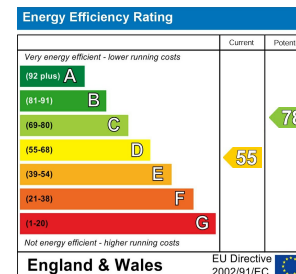 Energy Efficiency Rating
Current
Very energy efficient - lower running costs
(92 plus) A
(81-91) B
(69-80) C
78
(55-68) D
55
(39-54) E
(21-38) F
(1-20) G
Not energy efficient - higher running costs
England & Wales
EU Directive
2002/91/EC